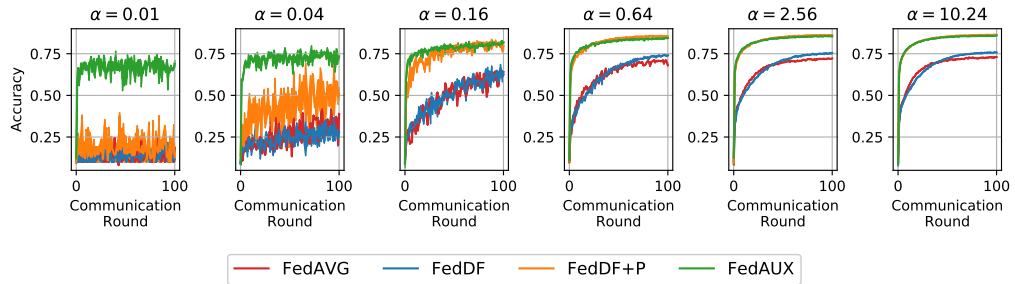 α = 0.01 α = 0.04 α = 0.16 α = 0.64 α = 2.56 α = 10.24
Accuracy
0.75 0.75 0.75 0.75 0.75 0.75
0.50 0.50 0.50 0.50 0.50 0.50
0.25 0.25 0.25 0.25 0.25 0.25
0 100 0 100 0 100 0 100 0 100 0 100
Communication Communication Communication Communication Communication Communication
Round Round Round Round Round Round
FedAVG FedDF FedDF+P FedAUX